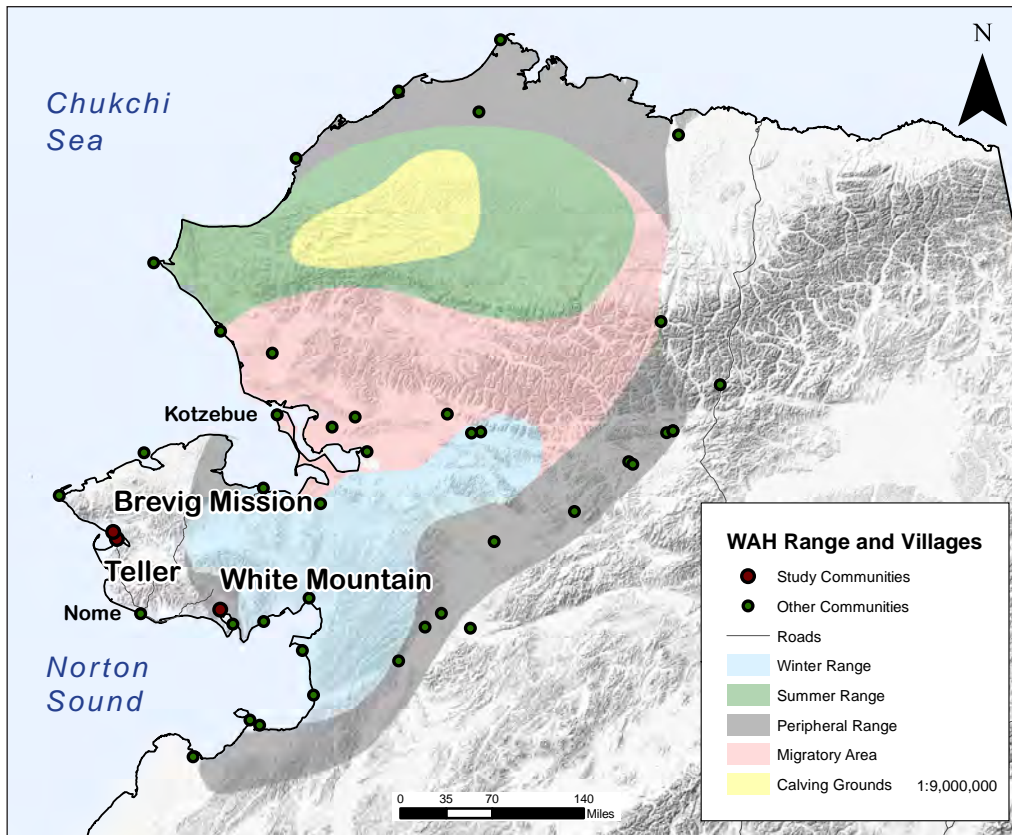 N
Chukchi
Sea
Kotzebue
Brevig Mission
Teller
White Mountain
Nome
Norton
Sound
WAH Range and Villages
Study Communities
Other Communities
Roads
Winter Range
Summer Range
Peripheral Range
Migratory Area
Calving Grounds 1:9,000,000
0 35 70 140
Miles